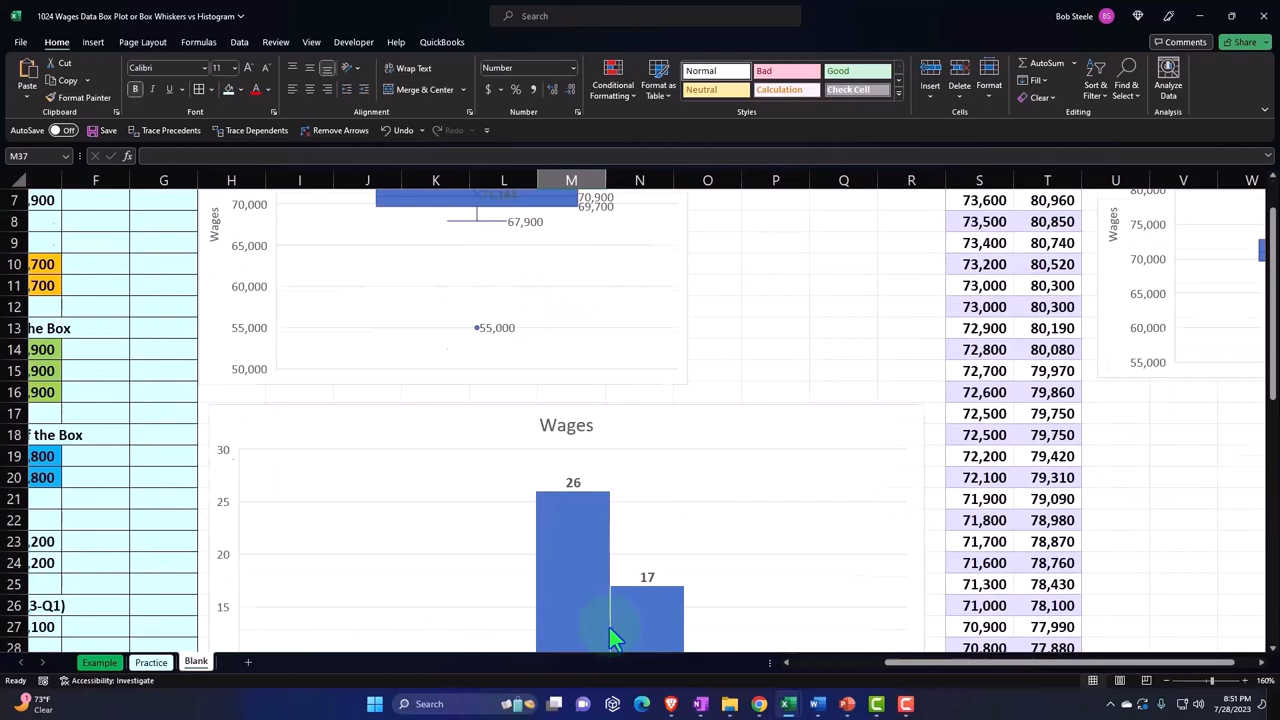 1024 Wages Data Box Plot or Box Whiskers vs Histogram
Search
Bob Steele
BS
File Home Insert Page Layout Formulas Data Review View Developer Help QuickBooks
Comments
Share
Paste
Cut
Copy
Format Painter
Clipboard
Calibri
11
B I U
Font
Wrap Text
Merge & Center
Alignment
Number
$ % 9
Number
Conditional Formatting
Format as Table
Normal Bad Good
Neutral Calculation Check Cell
Styles
Insert Delete Format
Cells
AutoSum
Fill
Clear
Sort & Filter
Find & Select
Editing
Analyze Data
Analysis
AutoSave Off Save Trace Precedents Trace Dependents Remove Arrows Undo Redo
M37
fx
F G H I J K L M N O P Q R S T U V W
7 ,900 73,600 80,960
8 73,500 80,850
9 73,400 80,740
10 ,700 73,200 80,520
11 ,700 73,000 80,300
12 73,000 80,300
13 he Box 72,900 80,190
14 ,900 72,800 80,080
15 ,900 72,700 79,970
16 ,900 72,600 79,860
17 72,500 79,750
18 f the Box 72,500 79,750
19 ,800 72,200 79,420
20 ,800 72,100 79,310
21 71,900 79,090
22 71,800 78,980
23 ,200 71,700 78,870
24 ,200 71,600 78,760
25 71,300 78,430
26 3-Q1) 71,000 78,100
27 ,100 70,900 77,990
28 70,800 77,880
Wages
70,000
65,000
60,000
55,000
50,000
71,184
70,900
69,700
67,900
55,000
Wages
30
25
20
15
26
17
Wages
80,000
75,000
70,000
65,000
60,000
55,000
Example Practice Blank
Ready
Accessibility: Investigate
160%
73°F
Clear
Search
8:51 PM
7/28/2023